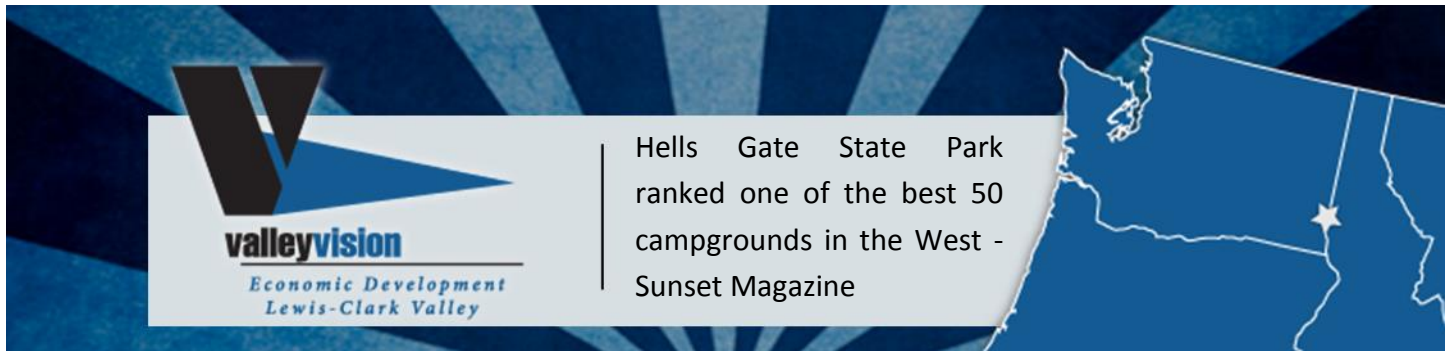 valleyvision
Economic Development
Lewis-Clark Valley
Hells Gate State Park
ranked one of the best 50
campgrounds in the West -
Sunset Magazine